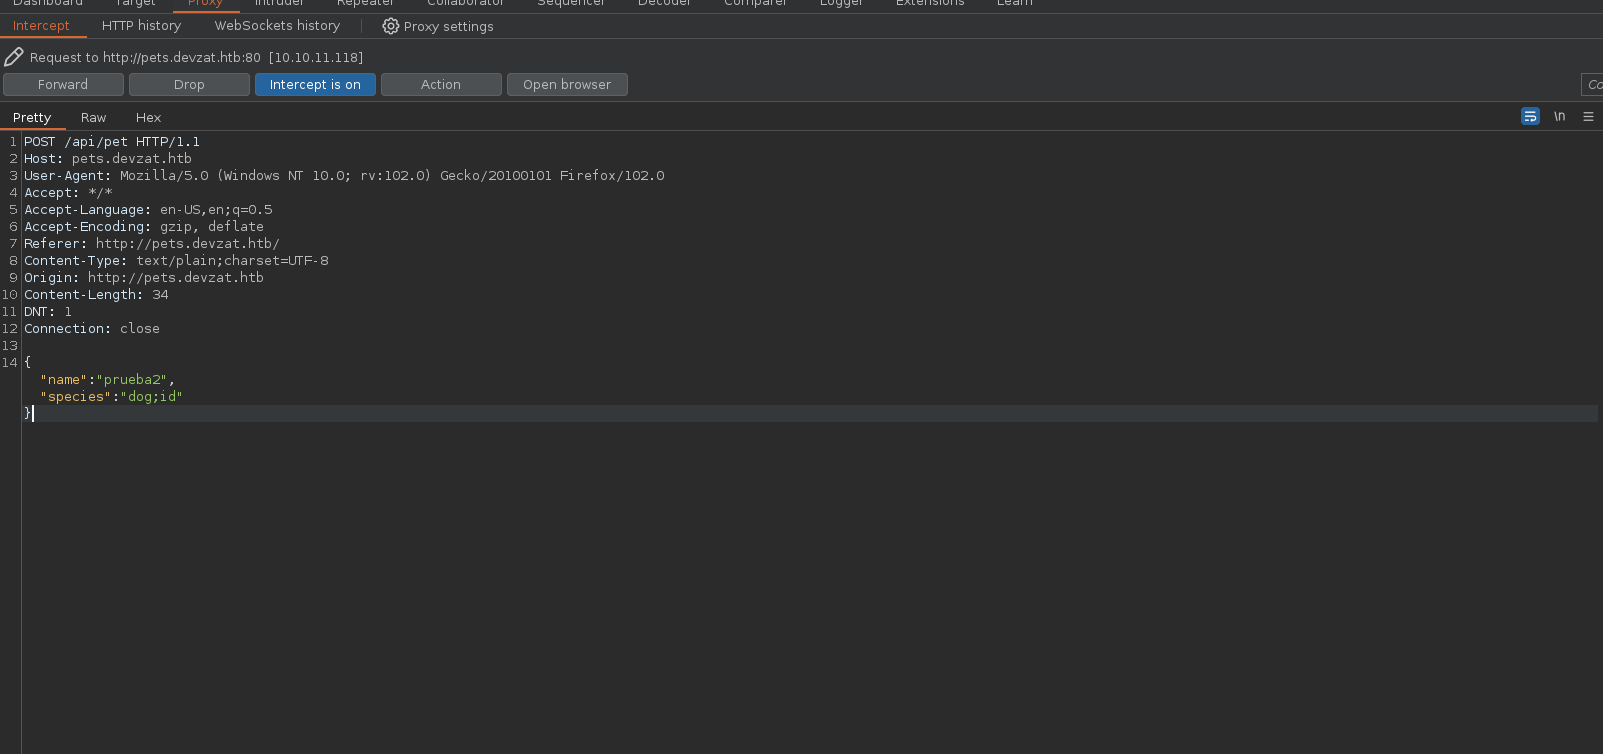 Dashboard Target Proxy Intruder Repeater Collaborator Sequencer Decoder Comparer Logger Extensions Learn
Intercept HTTP history WebSockets history Proxy settings
Request to http://pets.devzat.htb:80 [10.10.11.118]
Forward Drop Intercept is on Action Open browser Co
Pretty Raw Hex \n
1 POST /api/pet HTTP/1.1
2 Host: pets.devzat.htb
3 User-Agent: Mozilla/5.0 (Windows NT 10.0; rv:102.0) Gecko/20100101 Firefox/102.0
4 Accept: */*
5 Accept-Language: en-US,en;q=0.5
6 Accept-Encoding: gzip, deflate
7 Referer: http://pets.devzat.htb/
8 Content-Type: text/plain;charset=UTF-8
9 Origin: http://pets.devzat.htb
10 Content-Length: 34
11 DNT: 1
12 Connection: close
13
14 {
"name":"prueba2",
"species":"dog;id"
}